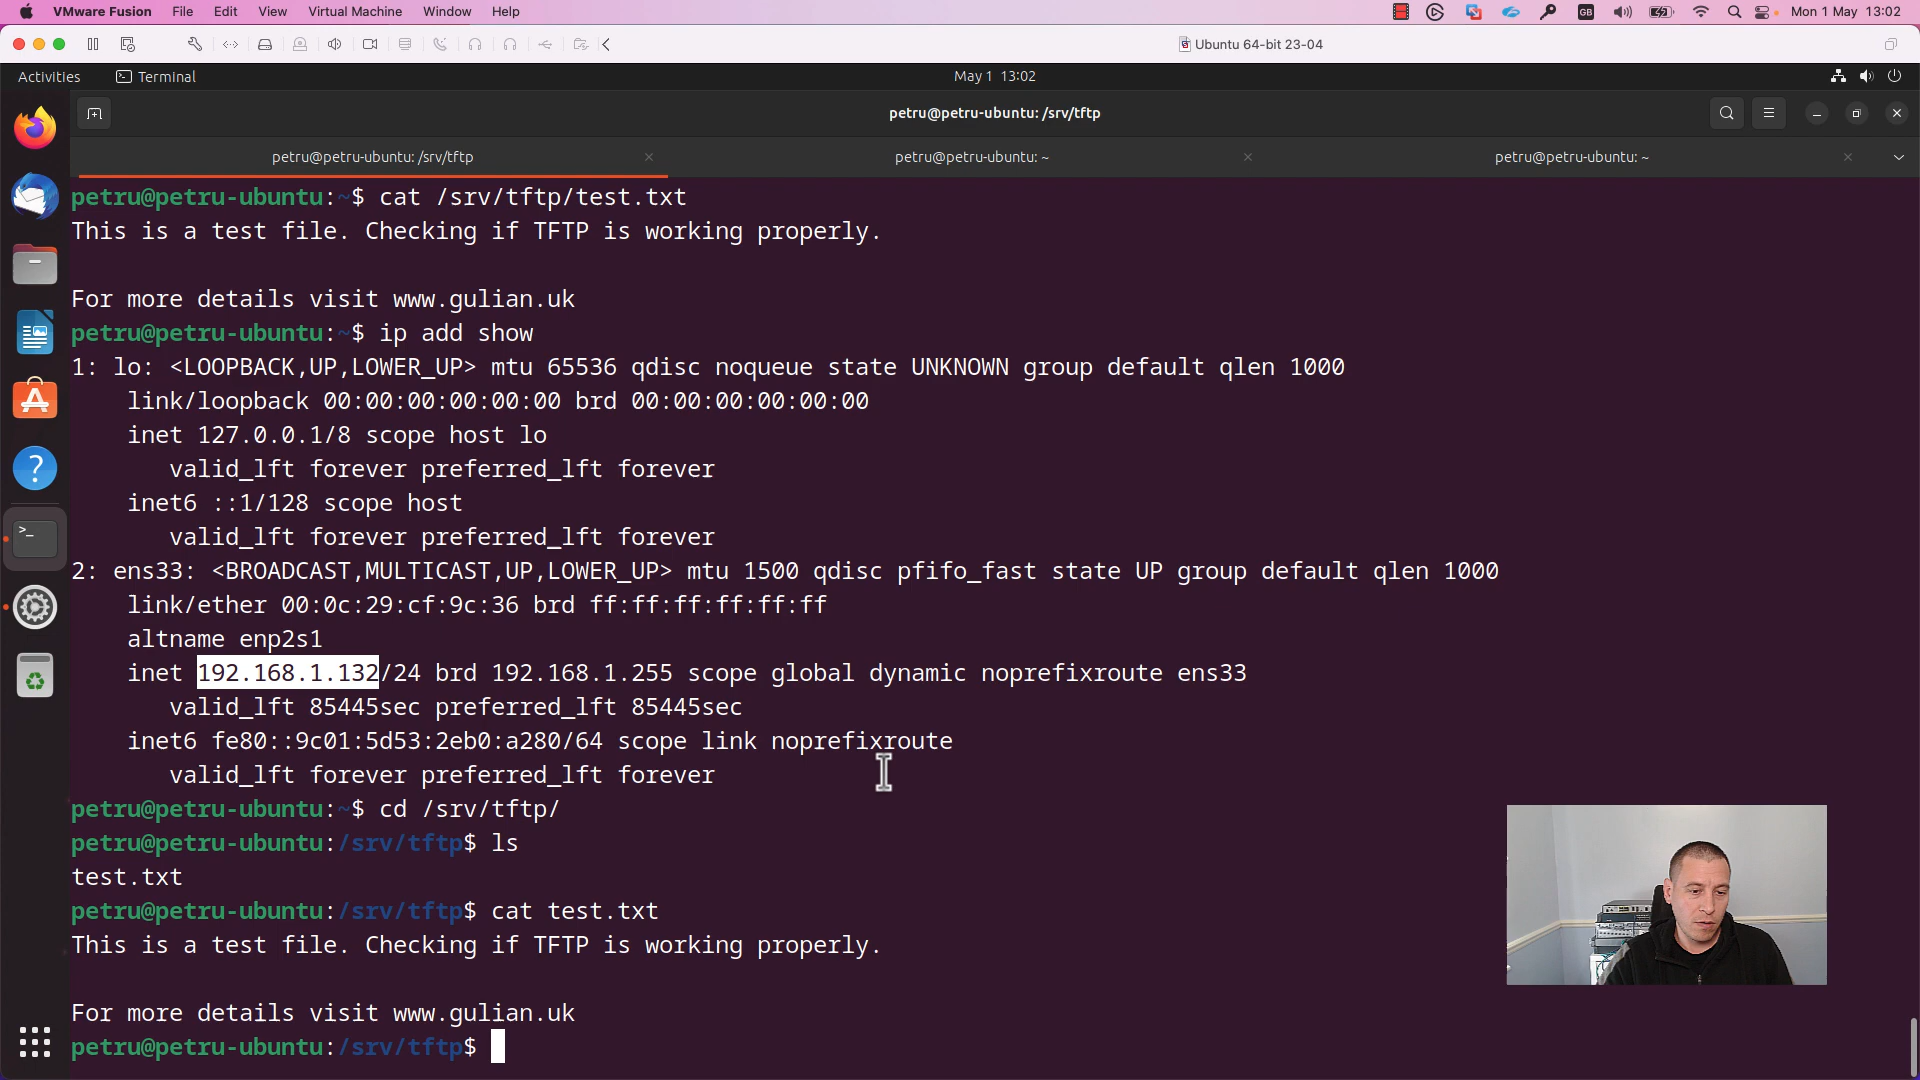 VMware Fusion File Edit View Virtual Machine Window Help GB Mon 1 May 13:02
Ubuntu 64-bit 23-04
Activities Terminal May 1 13:02
petru@petru-ubuntu: /srv/tftp
petru@petru-ubuntu: /srv/tftp petru@petru-ubuntu: ~ petru@petru-ubuntu: ~
petru@petru-ubuntu:~$ cat /srv/tftp/test.txt
This is a test file. Checking if TFTP is working properly.
For more details visit www.gulian.uk
petru@petru-ubuntu:~$ ip add show
1: lo: <LOOPBACK,UP,LOWER_UP> mtu 65536 qdisc noqueue state UNKNOWN group default qlen 1000
link/loopback 00:00:00:00:00:00 brd 00:00:00:00:00:00
inet 127.0.0.1/8 scope host lo
valid_lft forever preferred_lft forever
inet6 ::1/128 scope host
valid_lft forever preferred_lft forever
2: ens33: <BROADCAST,MULTICAST,UP,LOWER_UP> mtu 1500 qdisc pfifo_fast state UP group default qlen 1000
link/ether 00:0c:29:cf:9c:36 brd ff:ff:ff:ff:ff:ff
altname enp2s1
inet 192.168.1.132/24 brd 192.168.1.255 scope global dynamic noprefixroute ens33
valid_lft 85445sec preferred_lft 85445sec
inet6 fe80::9c01:5d53:2eb0:a280/64 scope link noprefixroute
valid_lft forever preferred_lft forever
petru@petru-ubuntu:~$ cd /srv/tftp/
petru@petru-ubuntu:/srv/tftp$ ls
test.txt
petru@petru-ubuntu:/srv/tftp$ cat test.txt
This is a test file. Checking if TFTP is working properly.
For more details visit www.gulian.uk
petru@petru-ubuntu:/srv/tftp$